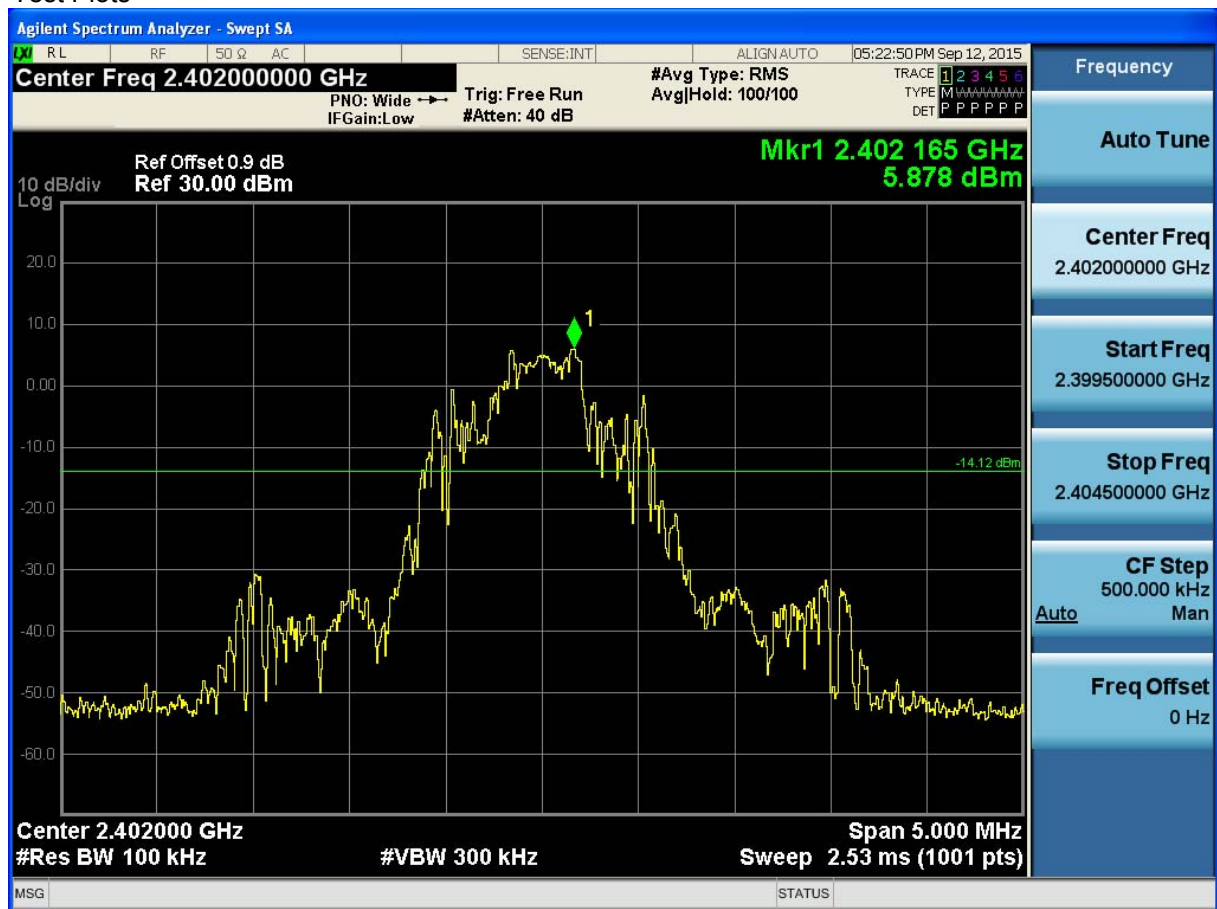 Test Plots
Agilent Spectrum Analyzer - Swept SA
LXI RL RF 50 Ω AC SENSE:INT ALIGN AUTO 05:22:50 PM Sep 12, 2015
Center Freq 2.402000000 GHz
PNO: Wide
IFGain:Low
Trig: Free Run
#Atten: 40 dB
#Avg Type: RMS
Avg|Hold: 100/100
TRACE 1 2 3 4 5 6
TYPE M
DET P P P P P P
Ref Offset 0.9 dB
10 dB/div Ref 30.00 dBm
Log
Mkr1 2.402 165 GHz
5.878 dBm
20.0
10.0
1
0.00
-10.0
-14.12 dBm
-20.0
-30.0
-40.0
-50.0
-60.0
Center 2.402000 GHz Span 5.000 MHz
#Res BW 100 kHz #VBW 300 kHz Sweep 2.53 ms (1001 pts)
MSG STATUS
Frequency
Auto Tune
Center Freq
2.402000000 GHz
Start Freq
2.399500000 GHz
Stop Freq
2.404500000 GHz
CF Step
500.000 kHz
Auto Man
Freq Offset
0 Hz